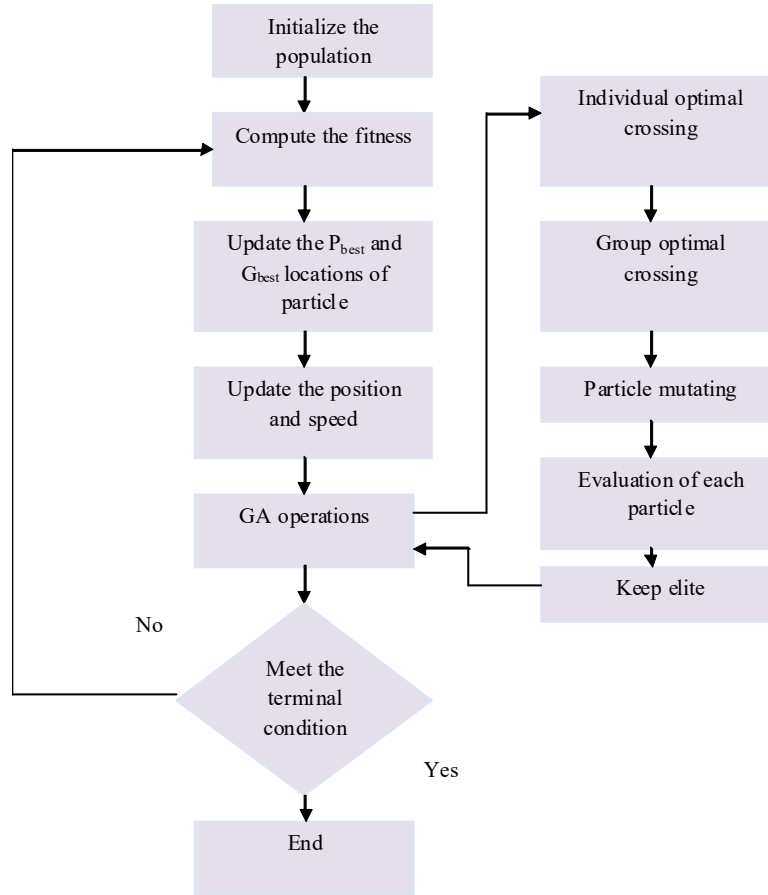 Initialize the
population
Compute the fitness
Update the Pbest and
Gbest locations of
particle
Update the position
and speed
GA operations
No
Meet the
terminal
condition
Yes
End
Individual optimal
crossing
Group optimal
crossing
Particle mutating
Evaluation of each
particle
Keep elite